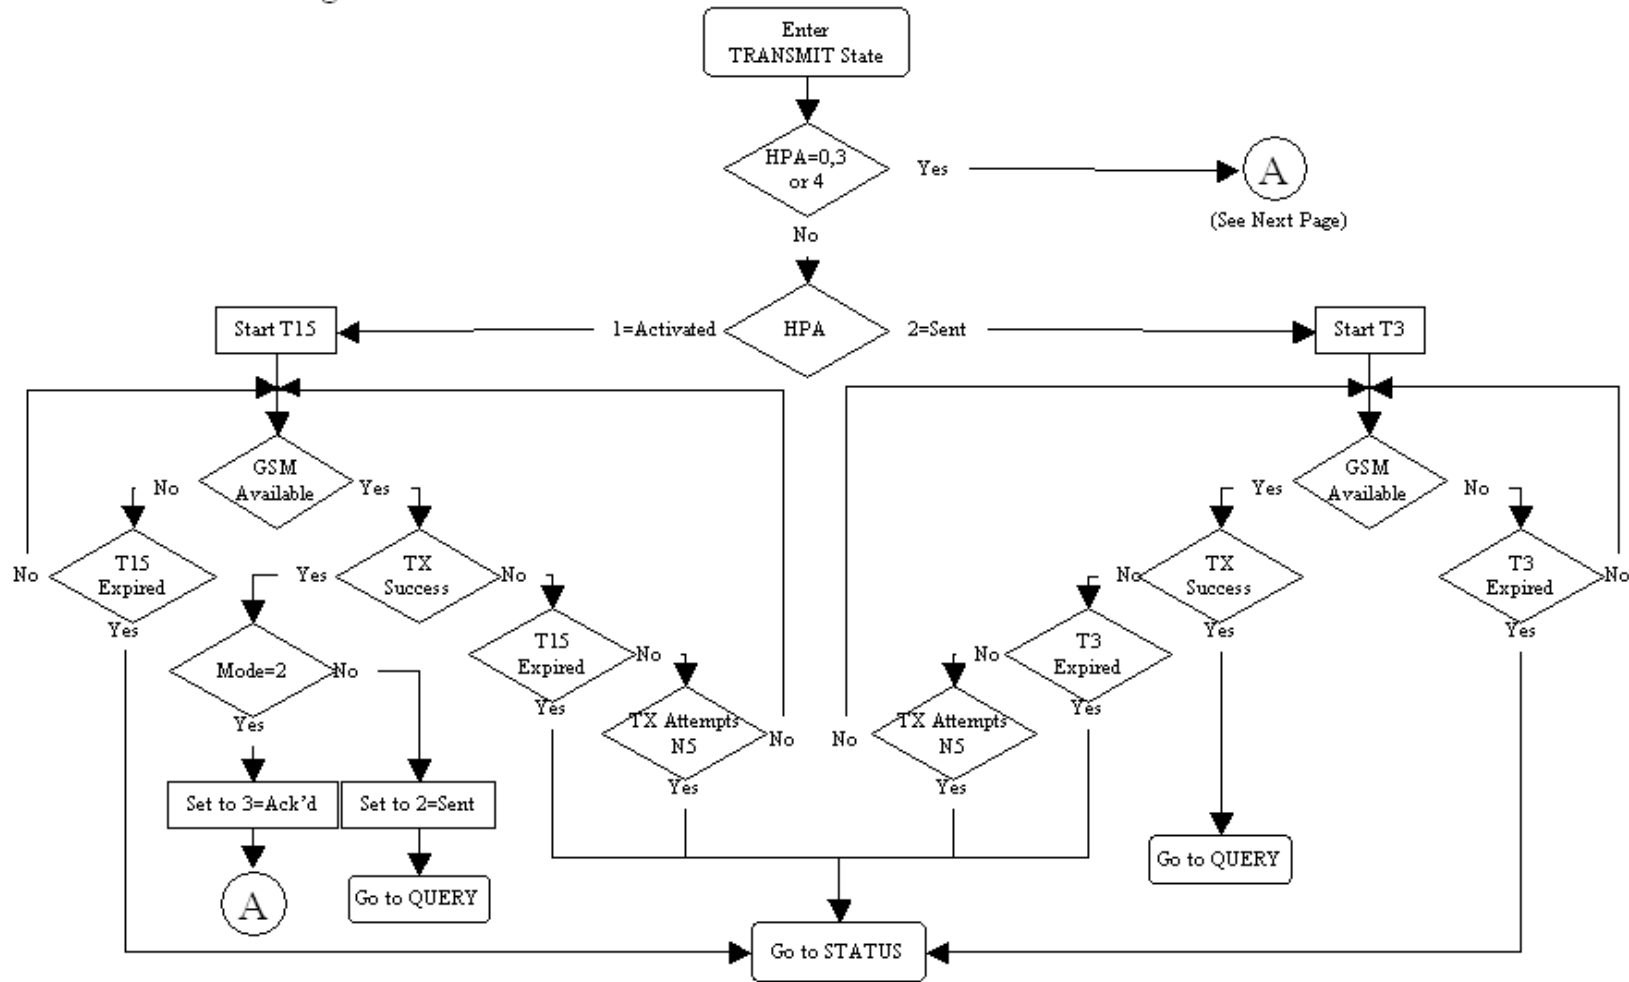 Enter
TRANSMIT State
HPA=0,3
or 4
Yes
A
(See Next Page)
No
Start T15
1=Activated
HPA
2=Sent
Start T3
GSM
Available
No
Yes
GSM
Available
Yes
No
T15
Expired
No
Yes
TX
Success
Yes
No
TX
Success
No
Yes
T3
Expired
No
Yes
Mode=2
No
Yes
T15
Expired
No
Yes
T3
Expired
No
Yes
TX Attempts
N5
No
Yes
TX Attempts
N5
No
Yes
Set to 3=Ack'd
Set to 2=Sent
Go to QUERY
A
Go to QUERY
Go to STATUS